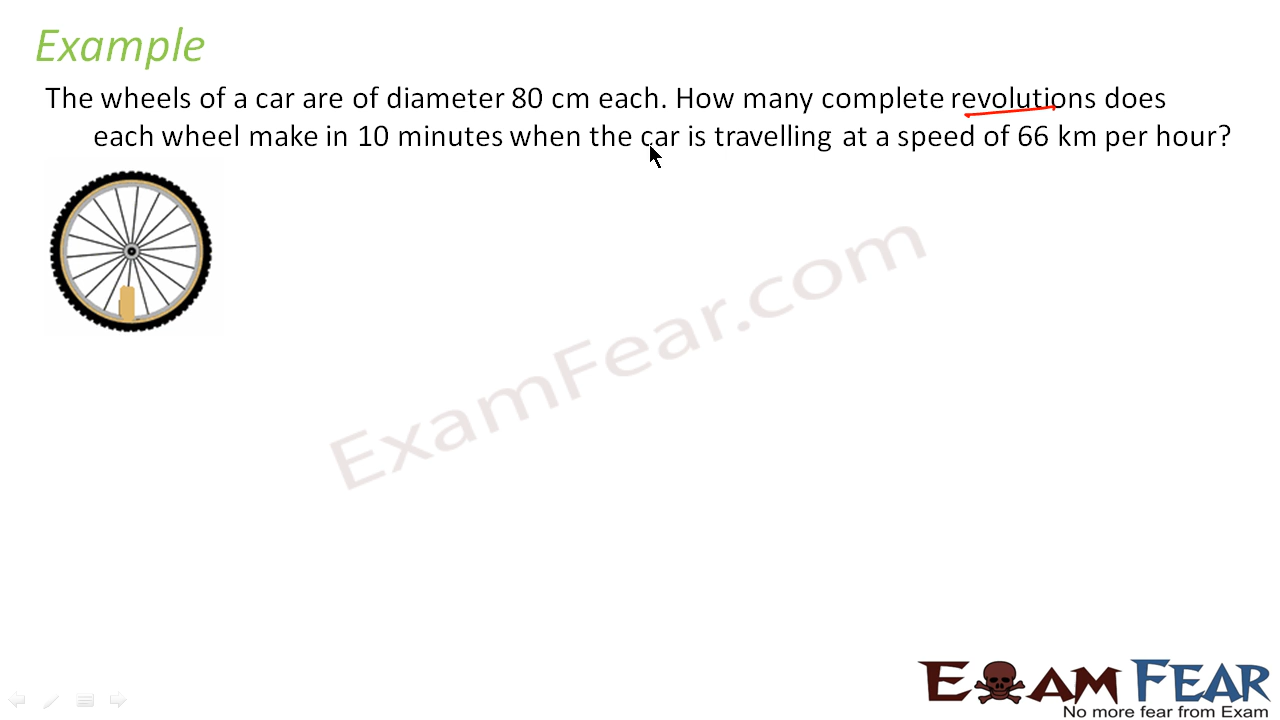 Example
The wheels of a car are of diameter 80 cm each. How many complete revolutions does
each wheel make in 10 minutes when the car is travelling at a speed of 66 km per hour?
ExamFear.com
EXAM FEAR
No more fear from Exam